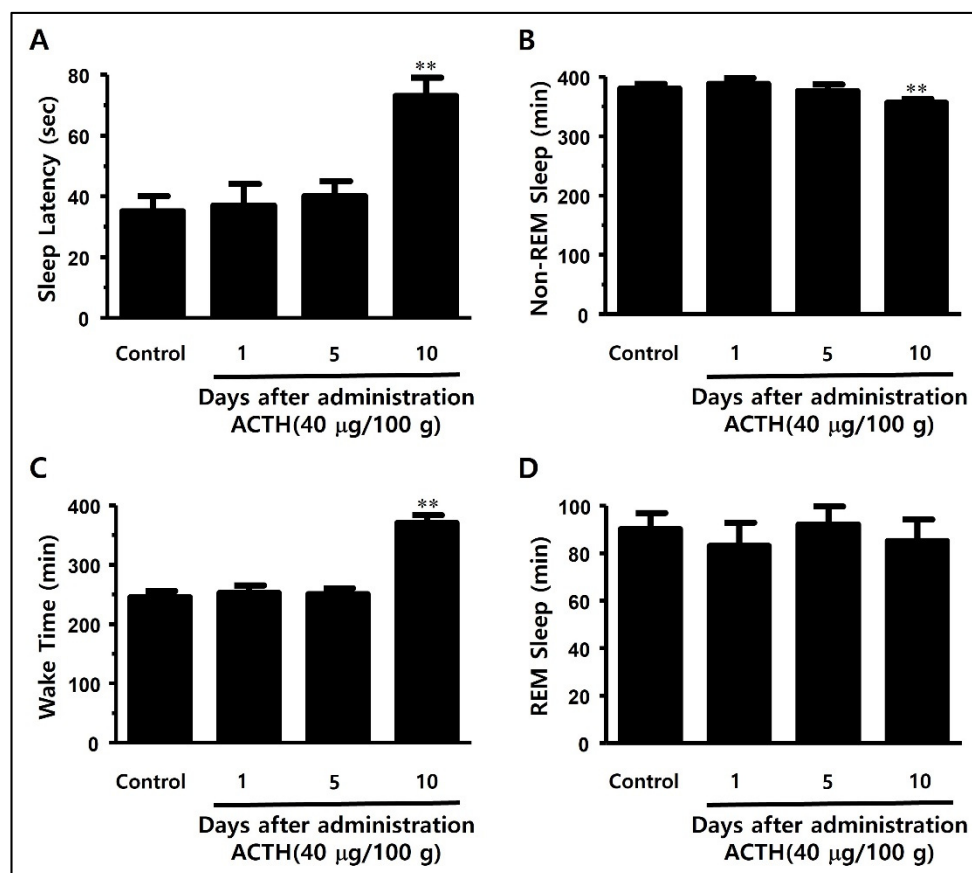 A
Sleep Latency (sec)
80
60
40
20
0
**
Control 1 5 10
Days after administration
ACTH(40 μg/100 g)
B
Non-REM Sleep (min)
400
300
200
100
0
**
Control 1 5 10
Days after administration
ACTH(40 μg/100 g)
C
Wake Time (min)
400
300
200
100
0
**
Control 1 5 10
Days after administration
ACTH(40 μg/100 g)
D
REM Sleep (min)
100
80
60
40
20
0
Control 1 5 10
Days after administration
ACTH(40 μg/100 g)